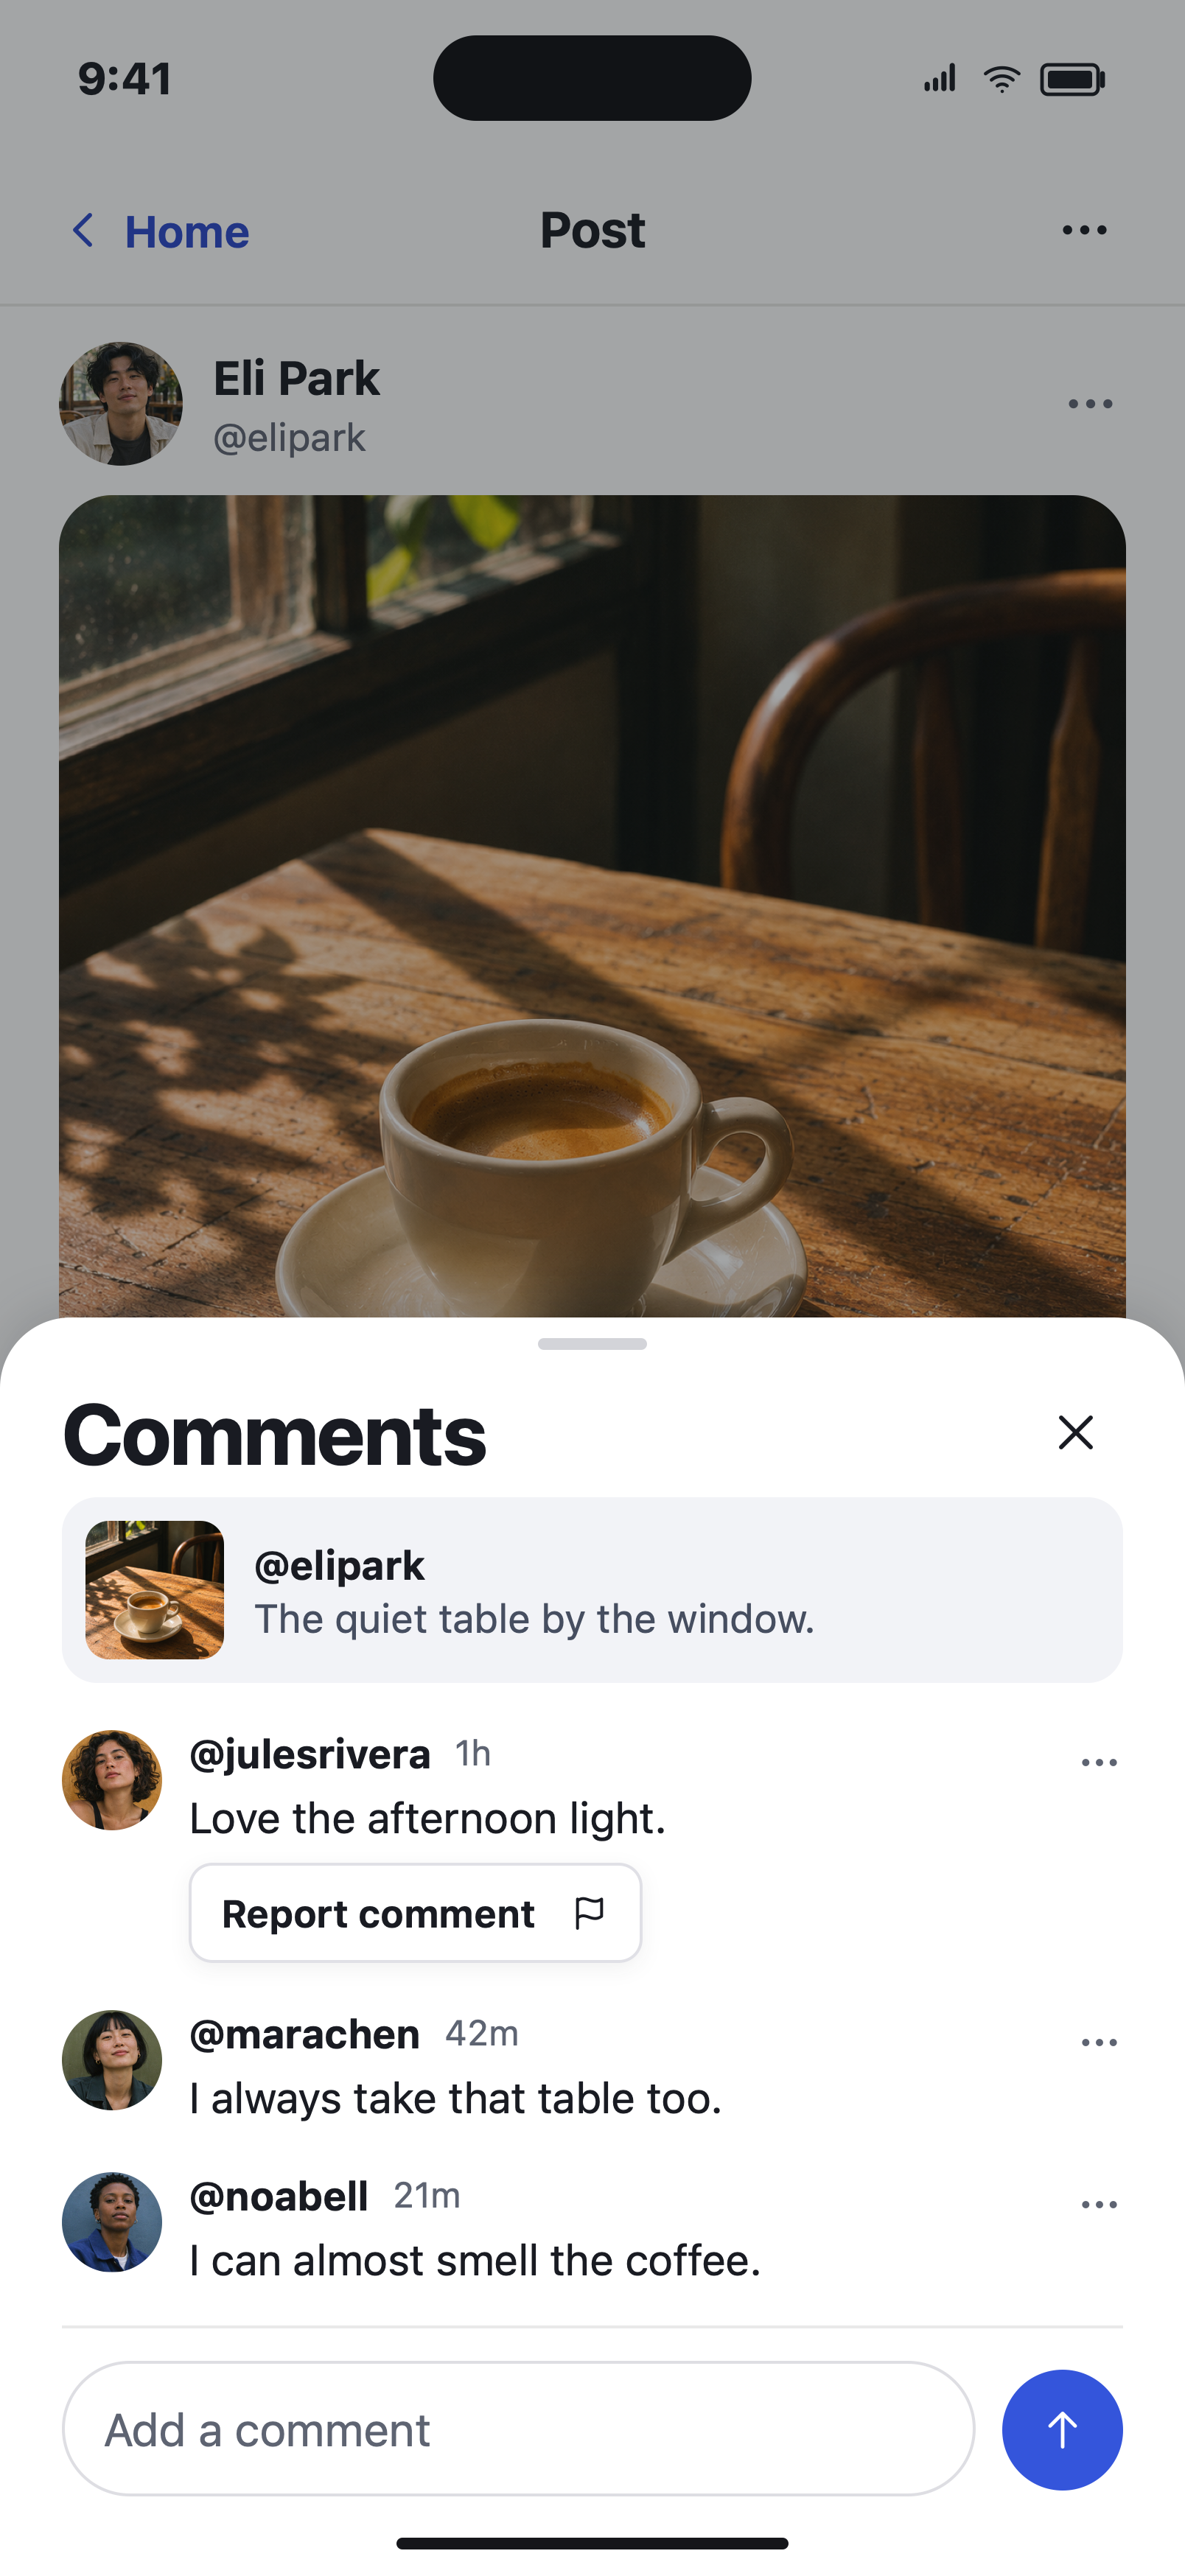 9:41
Home
Post
Eli Park
@elipark
Comments
@elipark
The quiet table by the window.
@julesrivera 1h
Love the afternoon light.
Report comment
@marachen 42m
I always take that table too.
@noabell 21m
I can almost smell the coffee.
Add a comment